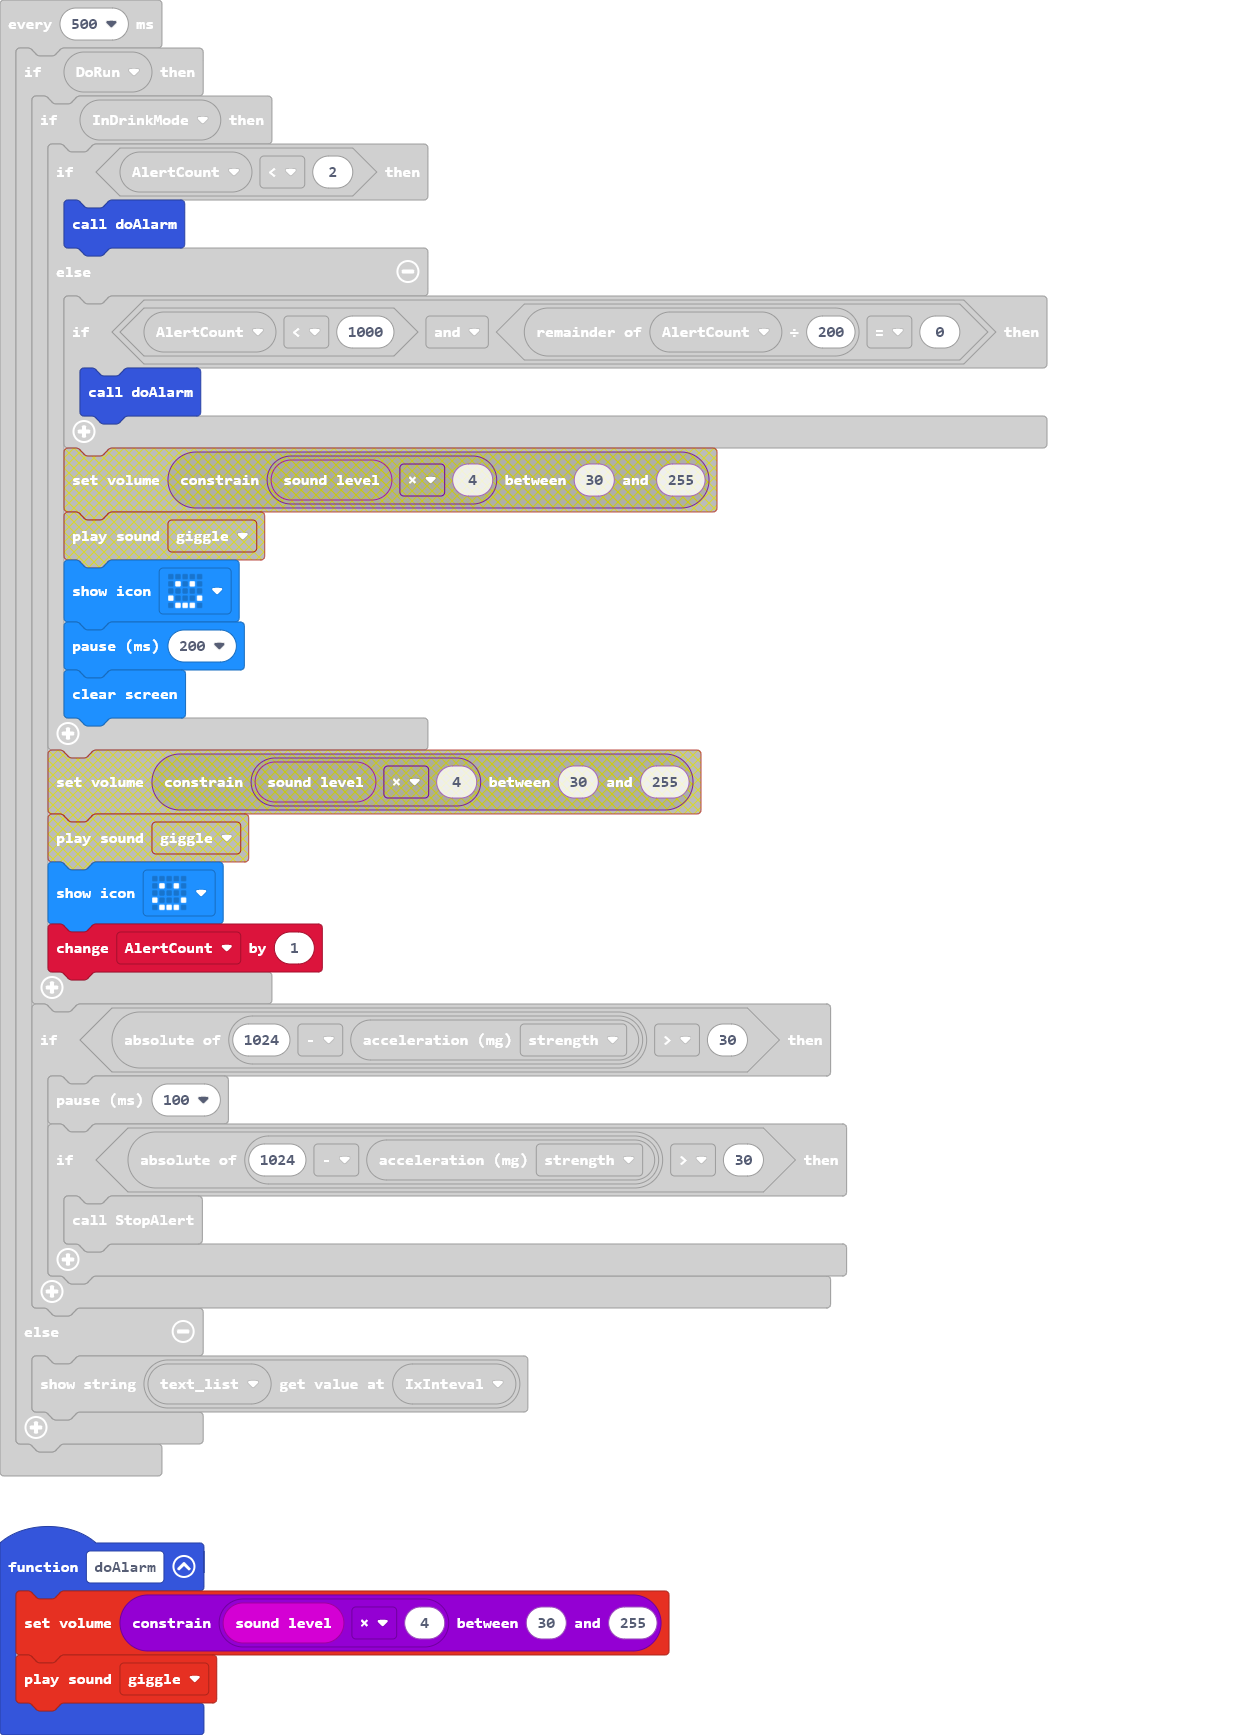 every 500 ms
if DoRun then
if InDrinkMode then
if AlertCount < 2 then
call doAlarm
else
if AlertCount < 1000 and remainder of AlertCount ÷ 200 = 0 then
call doAlarm
set volume constrain sound level × 4 between 30 and 255
play sound giggle
show icon
pause (ms) 200
clear screen
set volume constrain sound level × 4 between 30 and 255
play sound giggle
show icon
change AlertCount by 1
if absolute of 1024 - acceleration (mg) strength > 30 then
pause (ms) 100
if absolute of 1024 - acceleration (mg) strength > 30 then
call StopAlert
else
show string text_list get value at IxInteval
function doAlarm
set volume constrain sound level × 4 between 30 and 255
play sound giggle